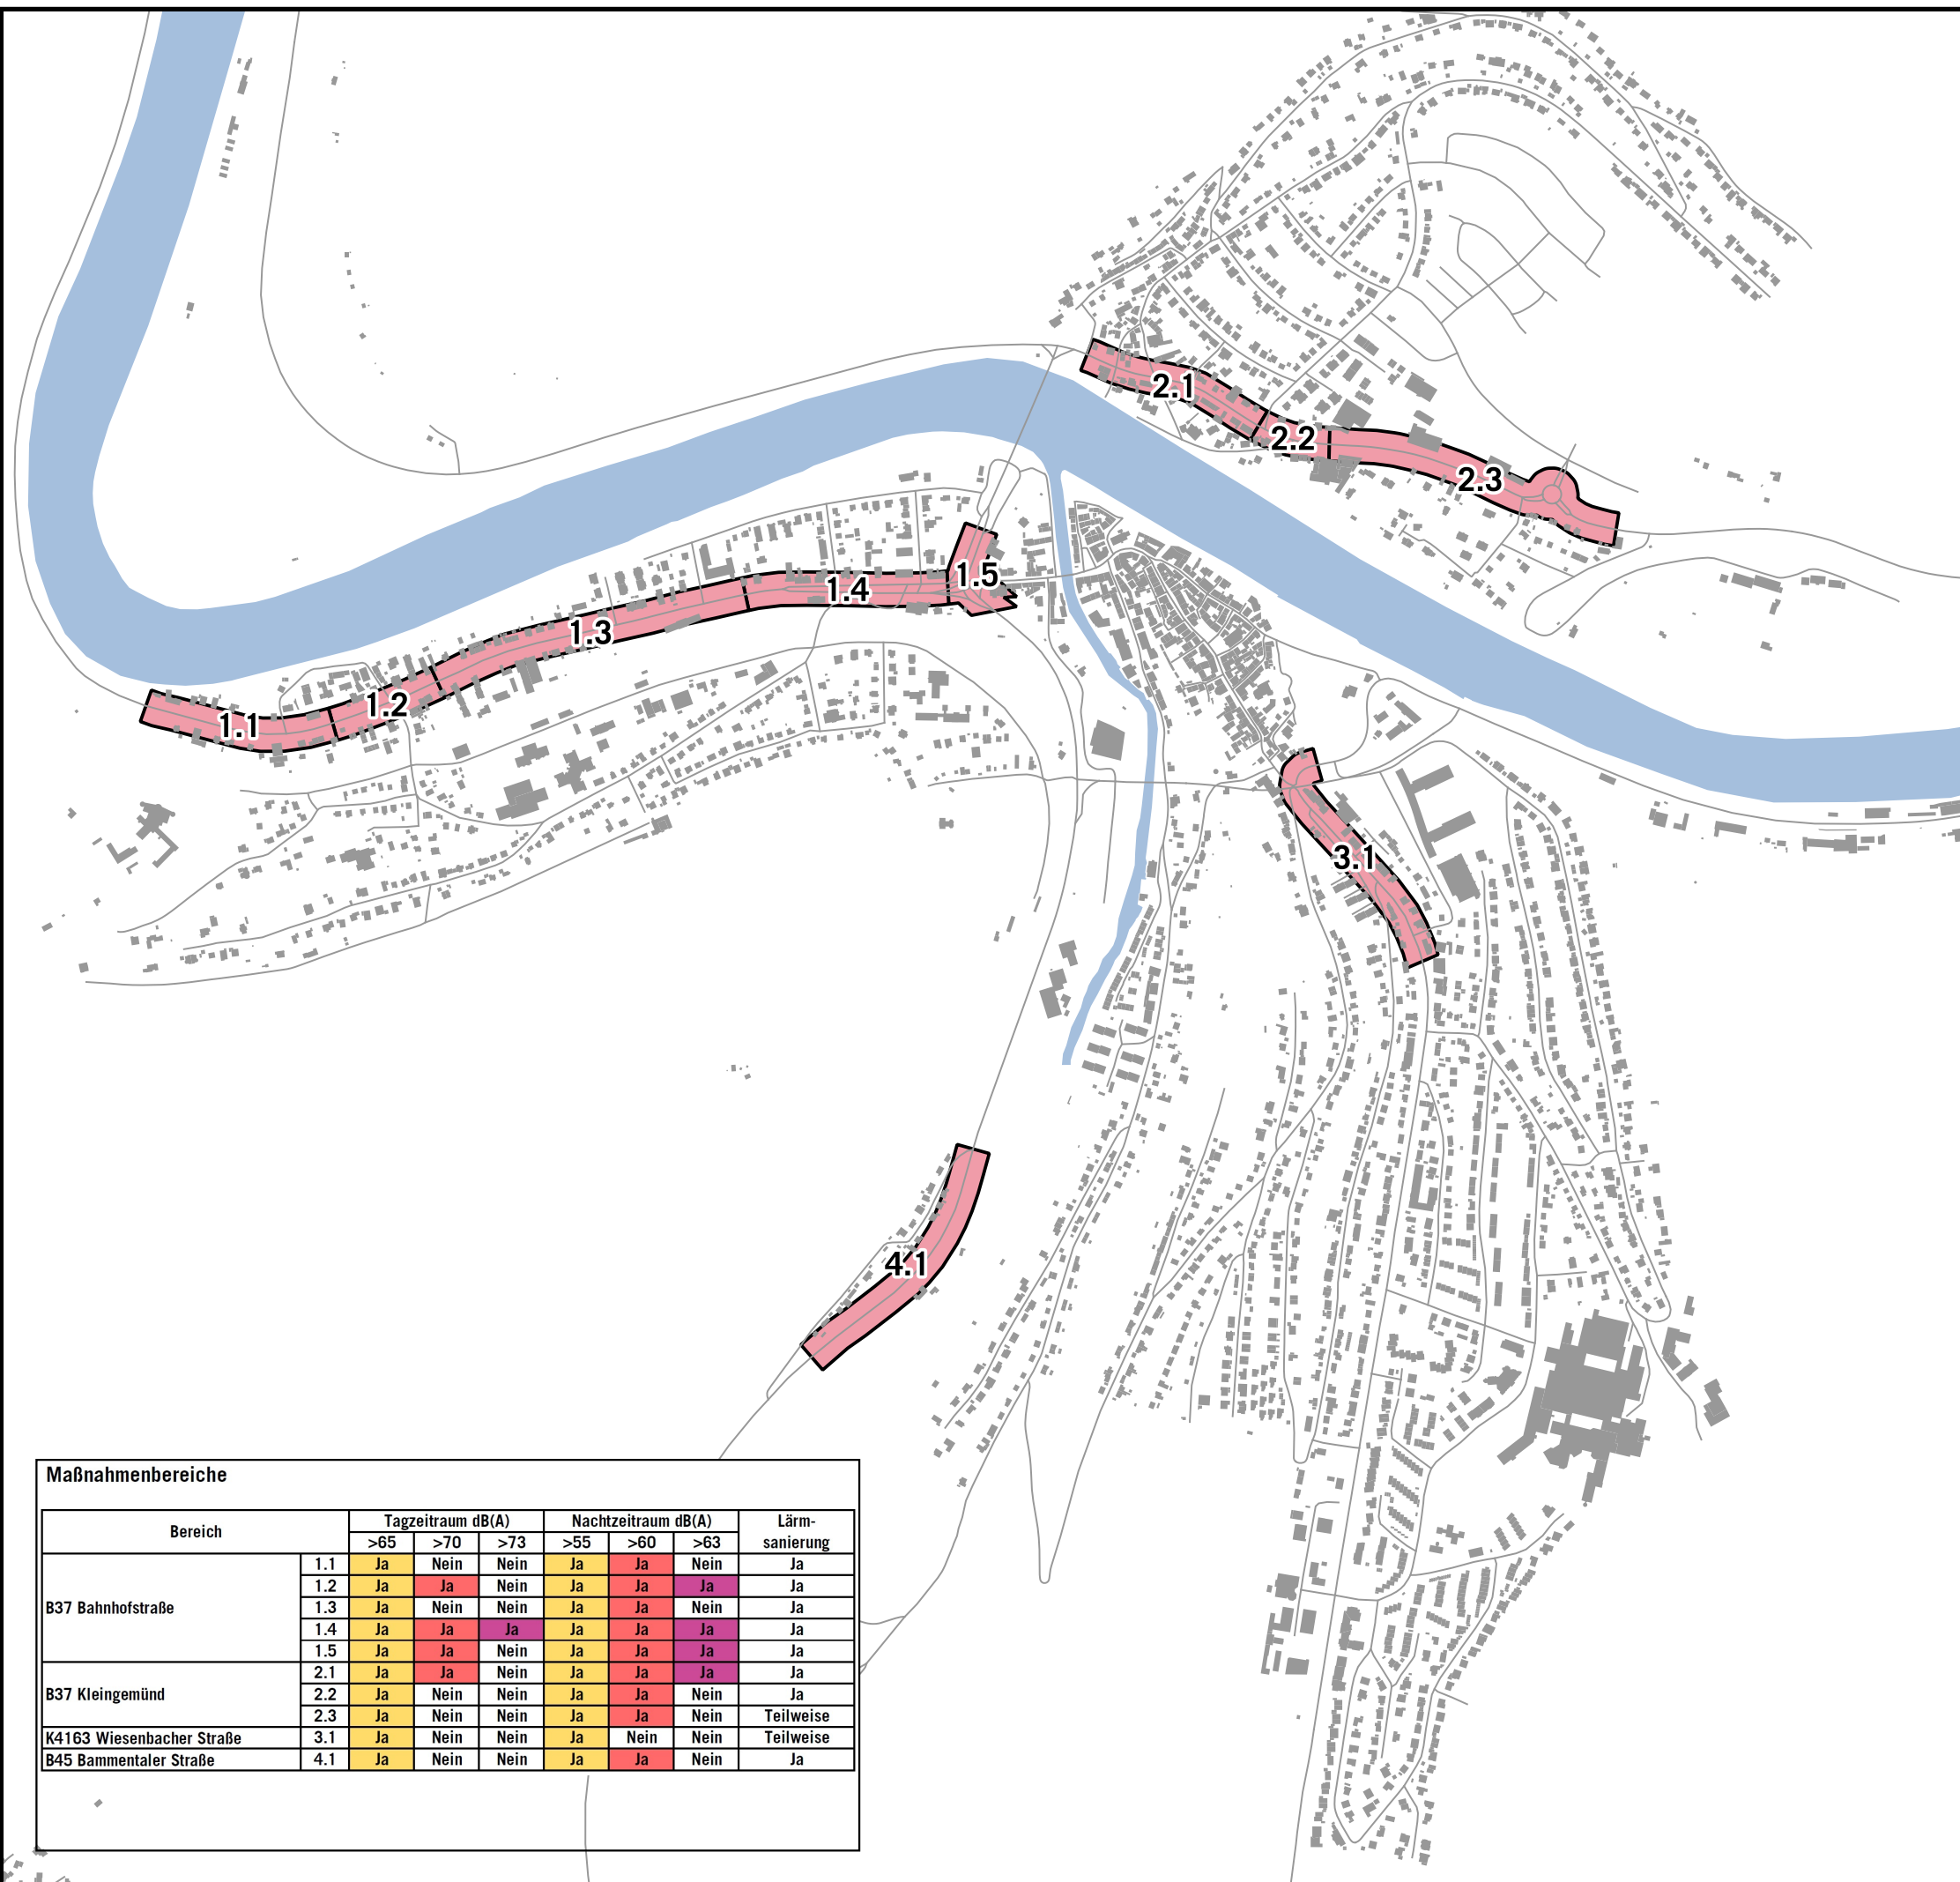 2.1
2.2
2.3
1.5
1.4
1.3
1.2
1.1
3.1
4.1
Maßnahmenbereiche
Bereich Tagzeitraum dB(A) Nachtzeitraum dB(A) Lärm-
>65 >70 >73 >55 >60 >63 sanierung
1.1 Ja Nein Nein Ja Ja Nein Ja
1.2 Ja Ja Nein Ja Ja Ja Ja
B37 Bahnhofstraße 1.3 Ja Nein Nein Ja Ja Nein Ja
1.4 Ja Ja Ja Ja Ja Ja Ja
1.5 Ja Ja Nein Ja Ja Ja Ja
2.1 Ja Ja Nein Ja Ja Ja Ja
B37 Kleingemünd 2.2 Ja Nein Nein Ja Ja Nein Ja
2.3 Ja Nein Nein Ja Ja Nein Teilweise
K4163 Wiesenbacher Straße 3.1 Ja Nein Nein Ja Nein Nein Teilweise
B45 Bammentaler Straße 4.1 Ja Nein Nein Ja Ja Nein Ja